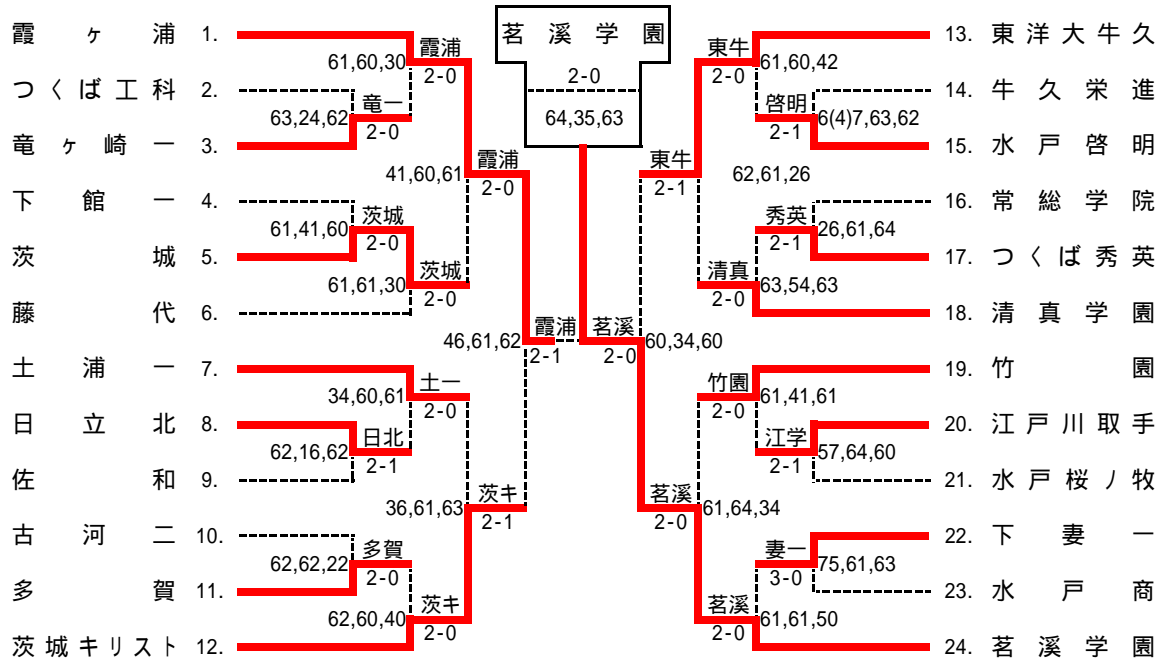 茗溪学園
2-0
64,35,63
霞ヶ浦 1.
つくば工科 2.
竜ヶ崎一 3.
下館一 4.
茨城 5.
藤代 6.
土浦一 7.
日立北 8.
佐和 9.
古河二 10.
多賀 11.
茨城キリスト 12.
霞浦
61,60,30
2-0
竜一
63,24,62
2-0
霞浦
41,60,61
2-0
茨城
61,41,60
2-0
茨城
61,61,30
2-0
霞浦
46,61,62
2-1
土一
34,60,61
2-0
日北
62,16,62
2-1
茨キ
36,61,63
2-1
多賀
62,62,22
2-0
茨キ
62,60,40
2-0
東牛
61,60,42
2-0
啓明
6(4)7,63,62
2-1
東牛
62,61,26
2-1
秀英
26,61,64
2-1
清真
63,54,63
2-0
茗溪
60,34,60
2-0
竹園
61,41,61
2-0
江学
57,64,60
2-1
茗溪
61,64,34
2-0
妻一
75,61,63
3-0
茗溪
61,61,50
2-0
13. 東洋大牛久
14. 牛久栄進
15. 水戸啓明
16. 常総学院
17. つくば秀英
18. 清真学園
19. 竹園
20. 江戸川取手
21. 水戸桜ノ牧
22. 下妻一
23. 水戸商
24. 茗溪学園